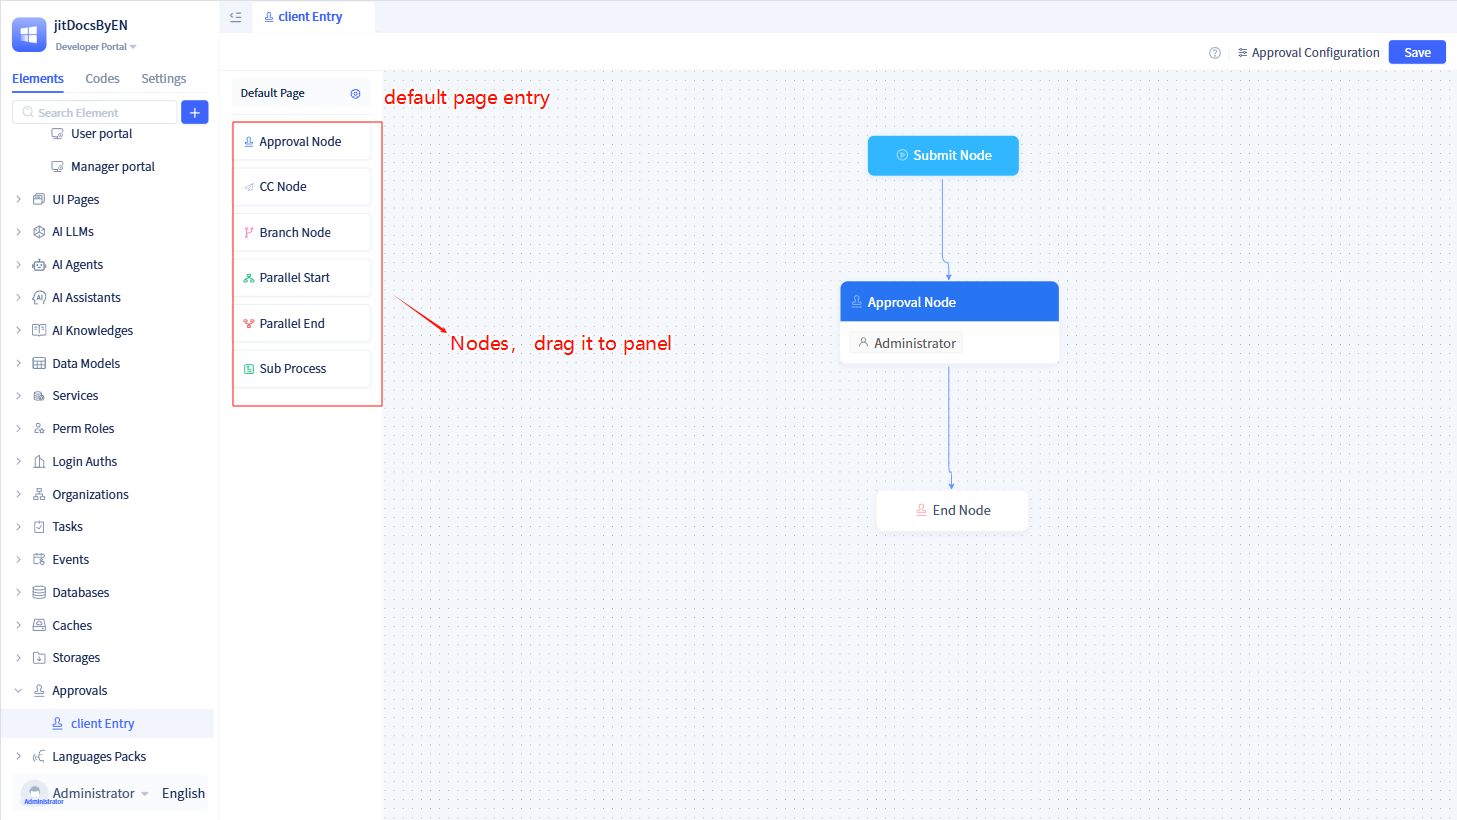 jitDocsByEN
Developer Portal
Elements Codes Settings
Search Element
User portal
Manager portal
UI Pages
AI LLMs
AI Agents
AI Assistants
AI Knowledges
Data Models
Services
Perm Roles
Login Auths
Organizations
Tasks
Events
Databases
Caches
Storages
Approvals
client Entry
Languages Packs
Administrator
Administrator
English
client Entry
Approval Configuration
Save
Default Page
default page entry
Approval Node
CC Node
Branch Node
Parallel Start
Parallel End
Sub Process
Nodes， drag it to panel
Submit Node
Approval Node
Administrator
End Node